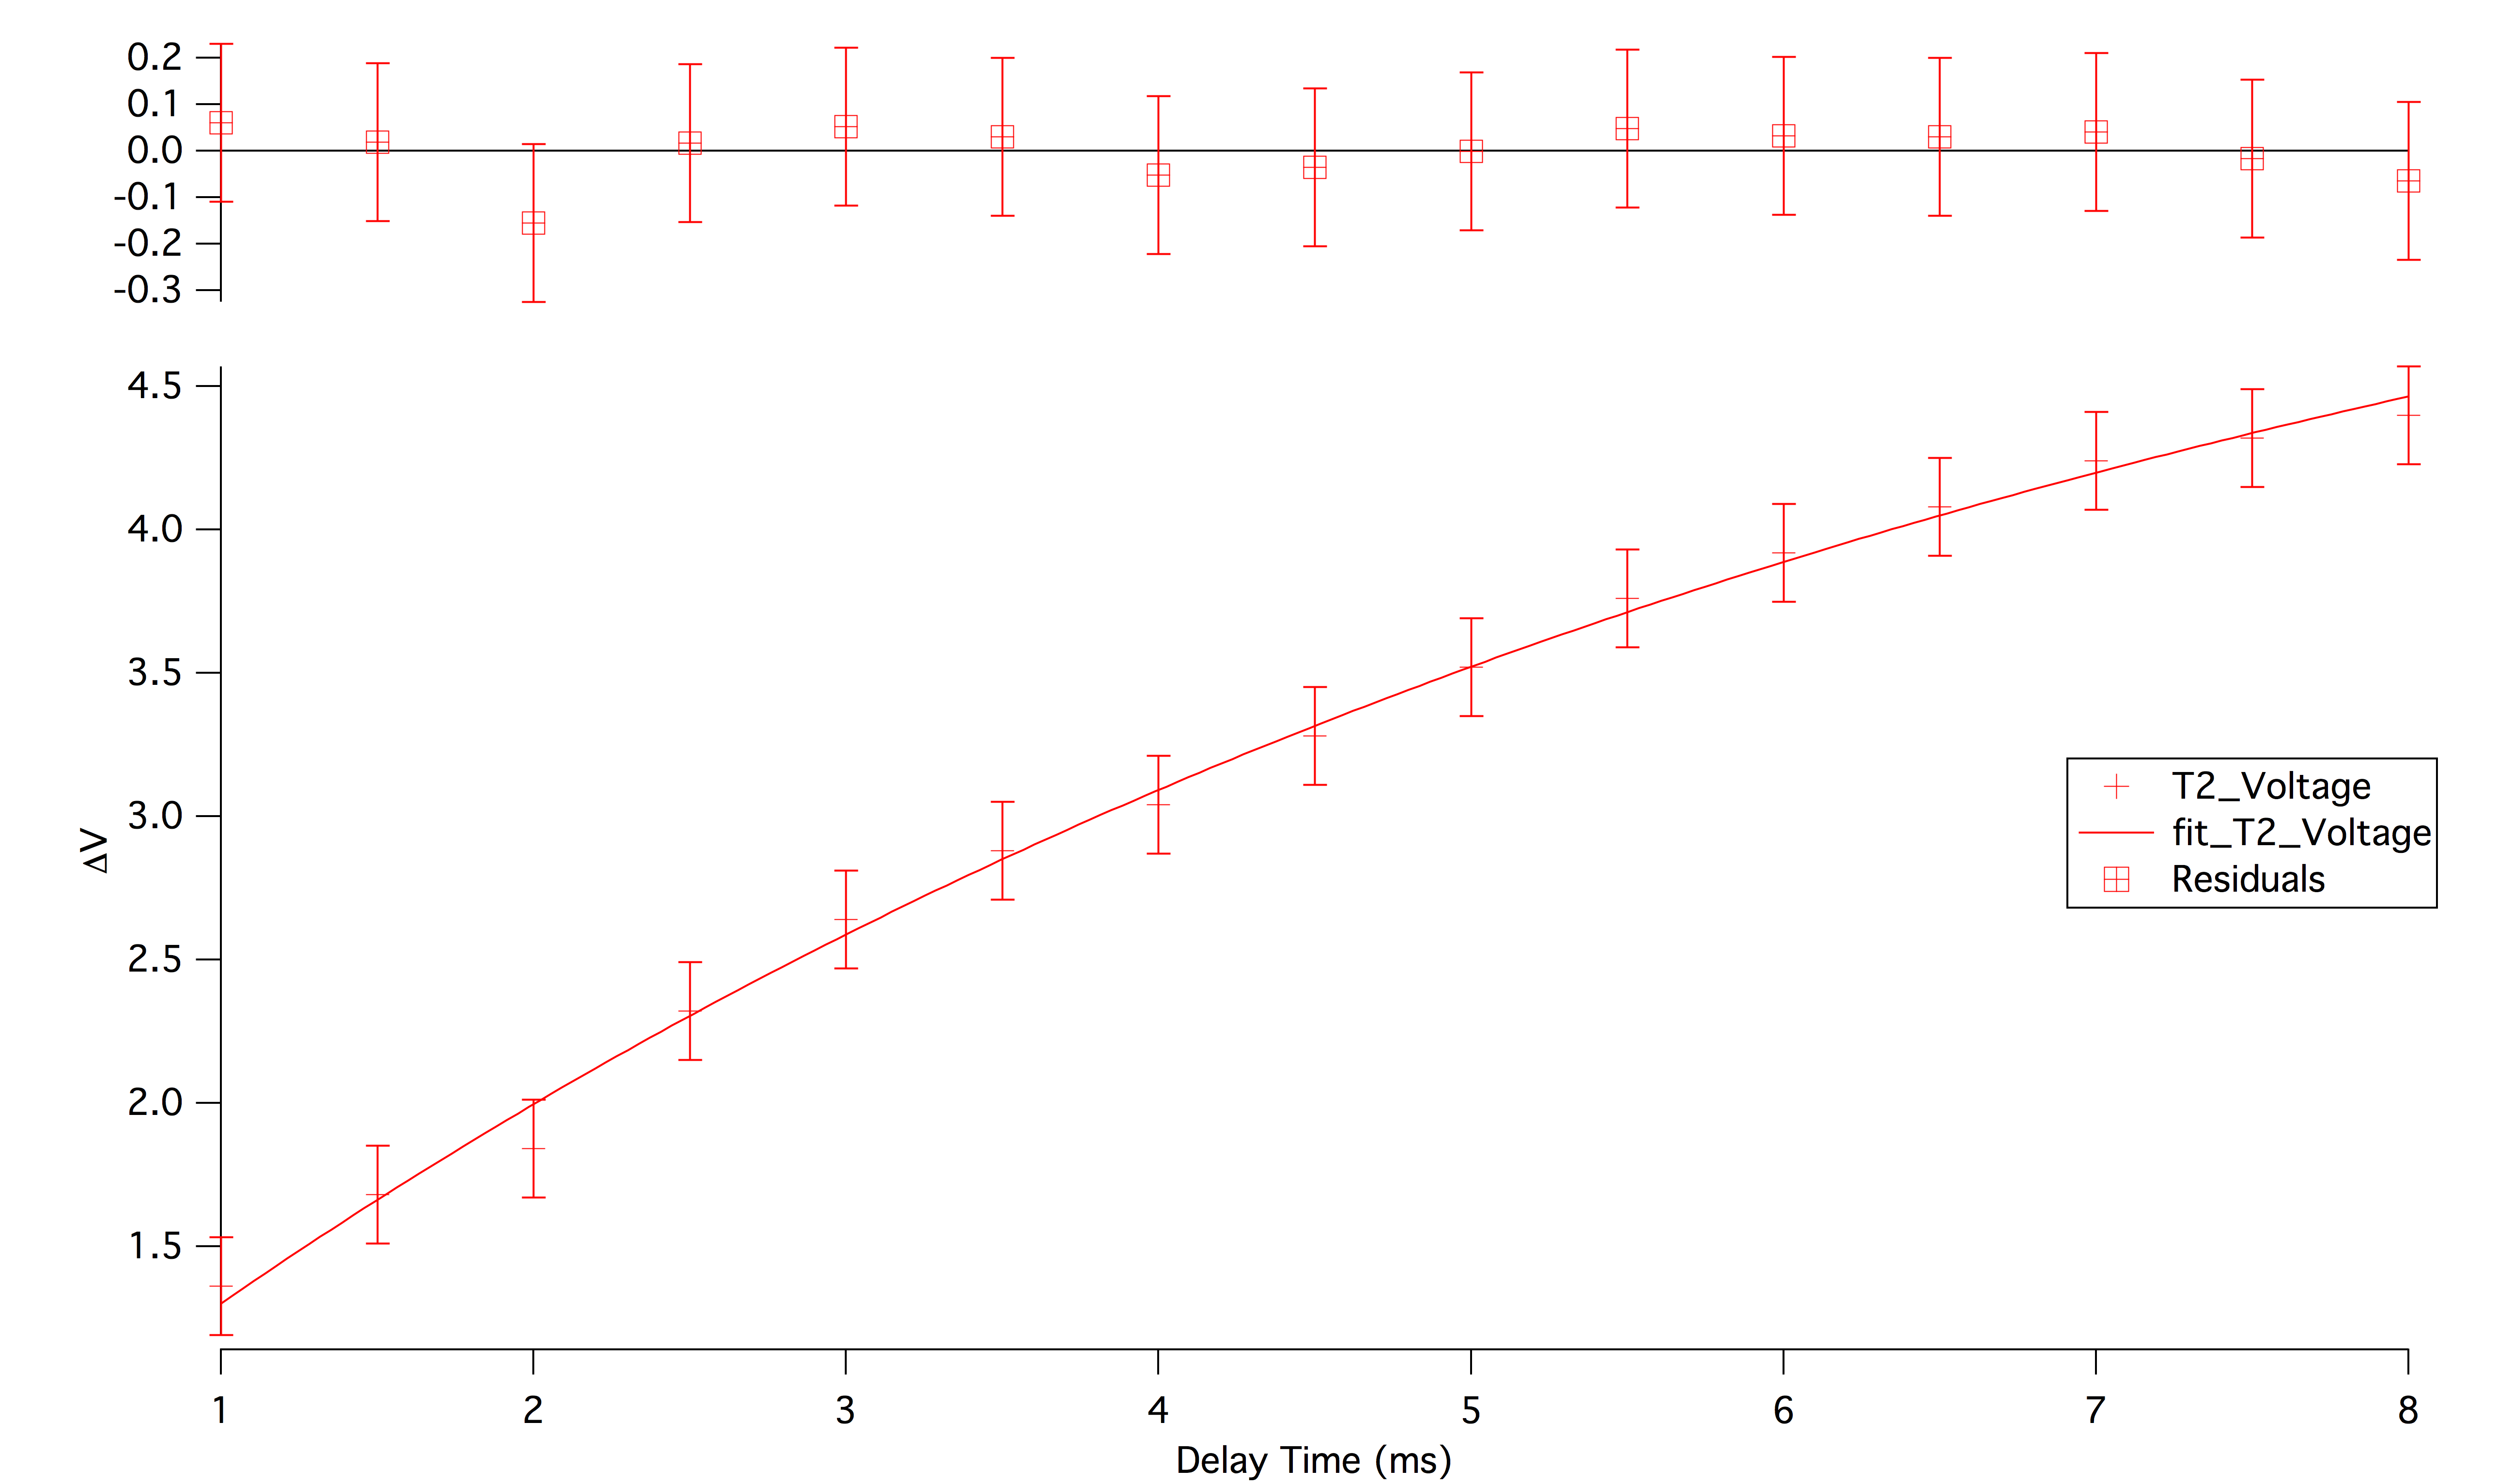 0.2
0.1
0.0
-0.1
-0.2
-0.3
4.5
4.0
3.5
3.0
2.5
2.0
1.5
ΔV
T2_Voltage
fit_T2_Voltage
Residuals
1 2 3 4 5 6 7 8
Delay Time (ms)